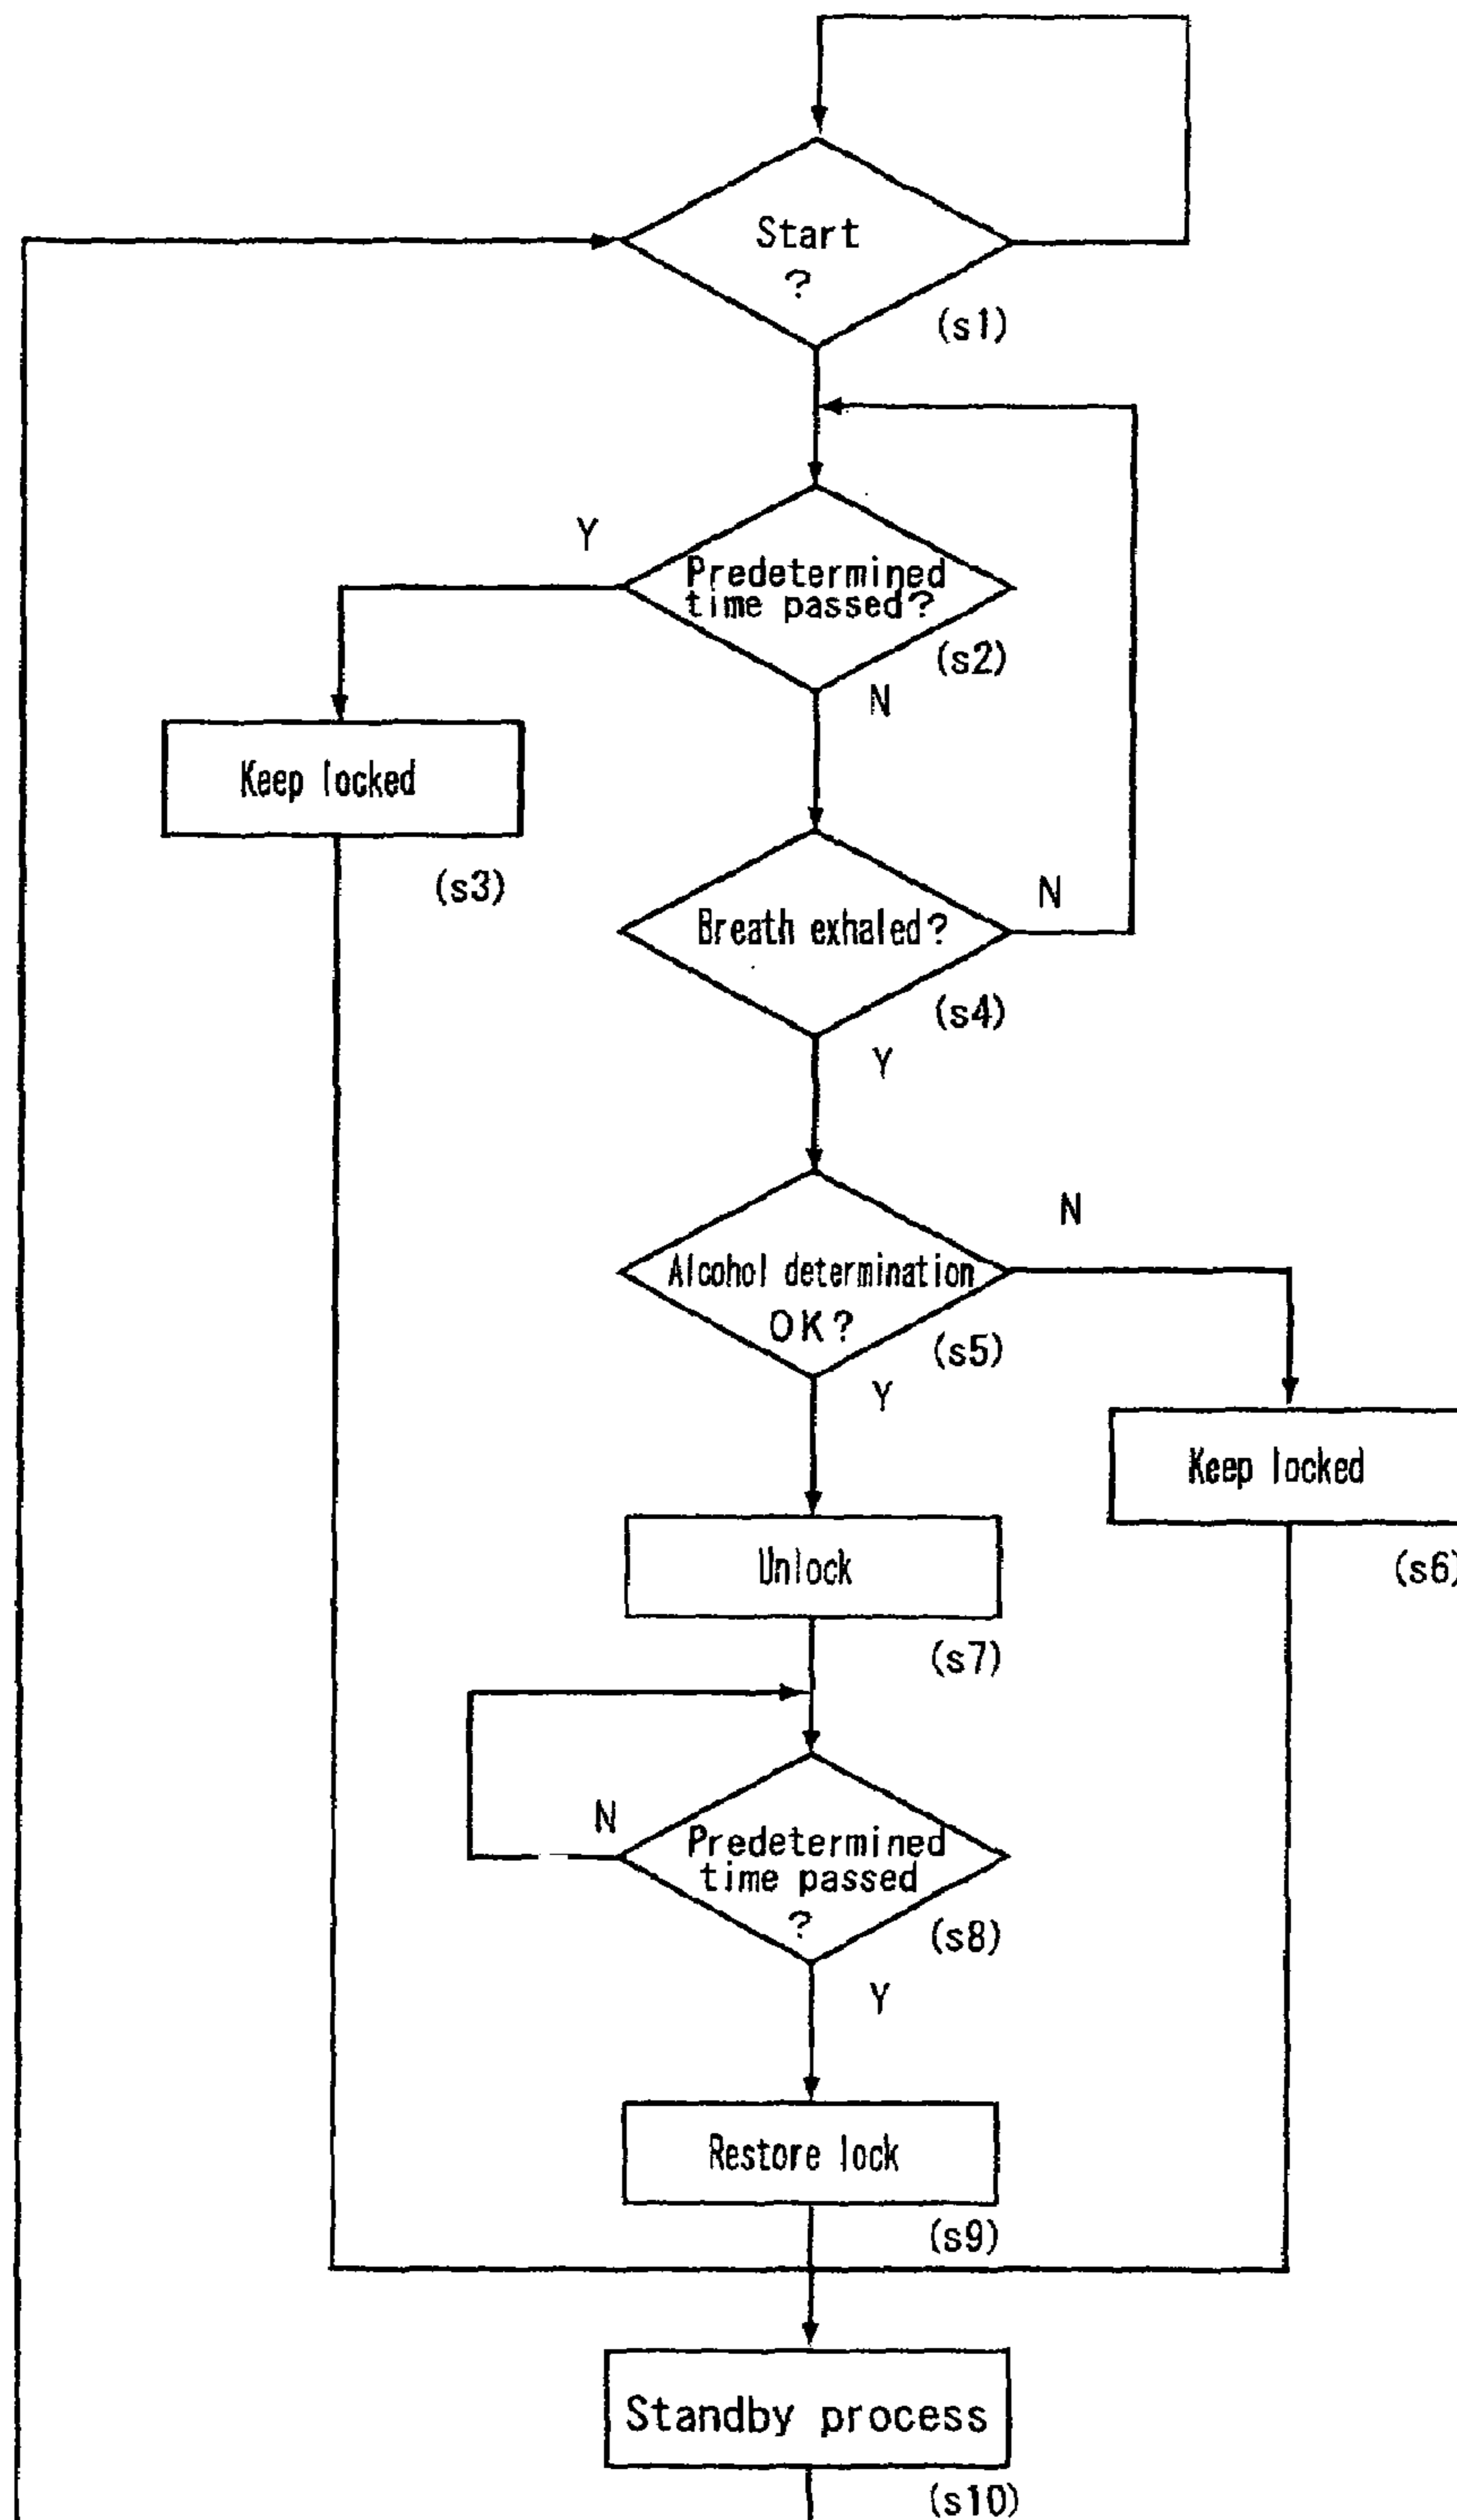 Start
?
(s1)
Y
Predetermined
time passed?
(s2)
N
Keep locked
(s3)
Breath exhaled?
N
(s4)
Y
N
Alcohol determination
OK?
(s5)
Y
Keep locked
(s6)
Unlock
(s7)
N
Predetermined
time passed
?
(s8)
Y
Restore lock
(s9)
Standby process
(s10)